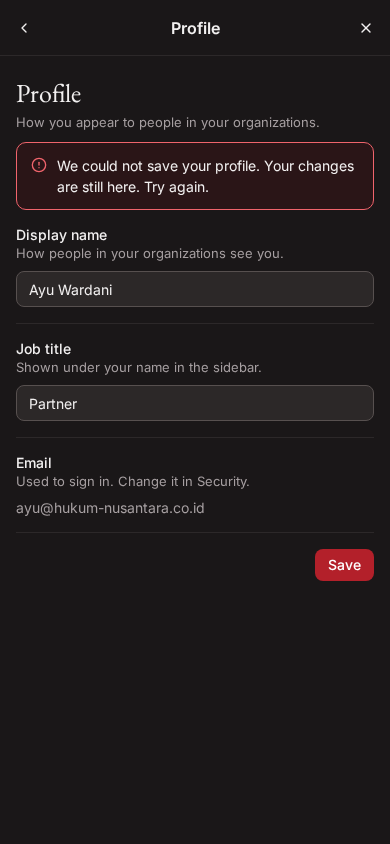 Profile
Profile
How you appear to people in your organizations.
We could not save your profile. Your changes
are still here. Try again.
Display name
How people in your organizations see you.
Ayu Wardani
Job title
Shown under your name in the sidebar.
Partner
Email
Used to sign in. Change it in Security.
ayu@hukum-nusantara.co.id
Save